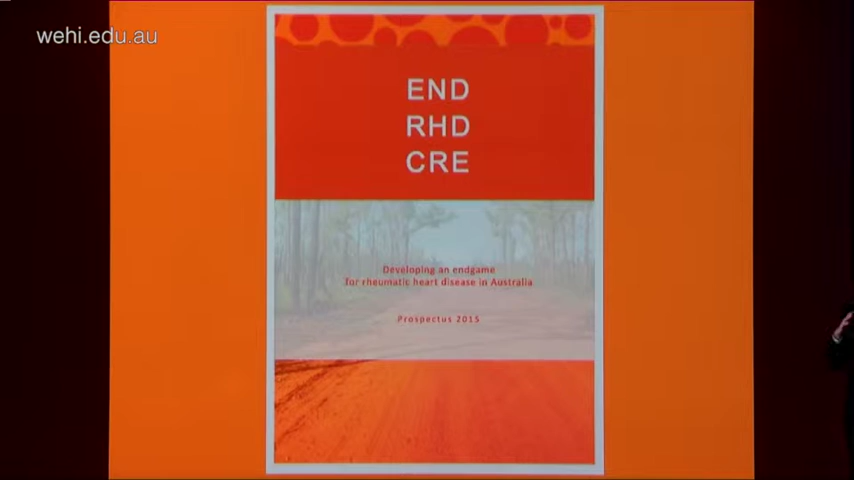 wehi.edu.au
END
RHD
CRE
Developing an endgame
for rheumatic heart disease in Australia
Prospectus 2015